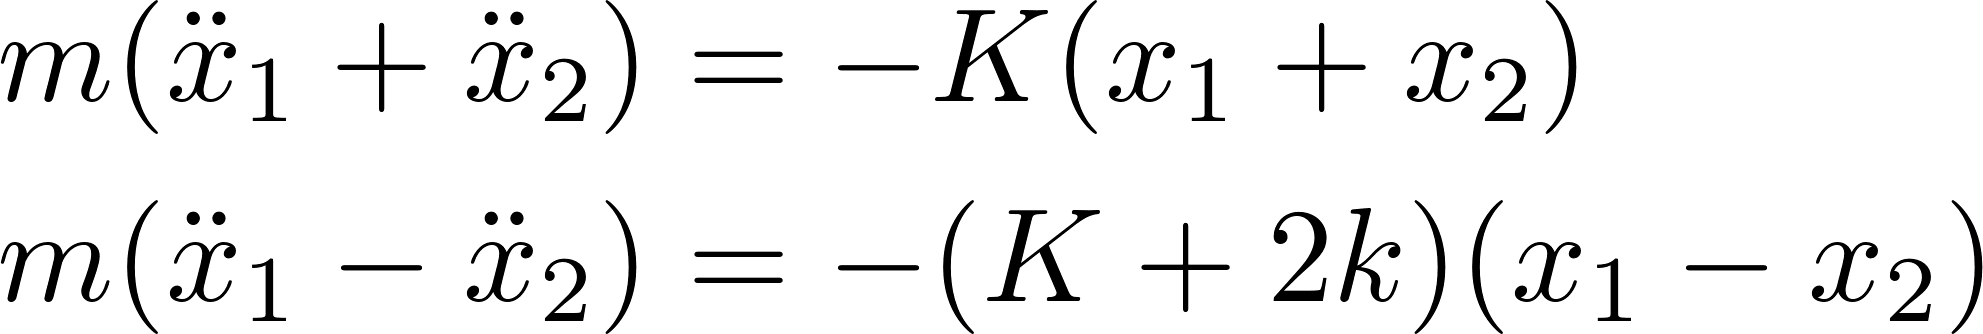 m(ẍ₁ + ẍ₂) = −K(x₁ + x₂)
m(ẍ₁ − ẍ₂) = −(K + 2k)(x₁ − x₂)